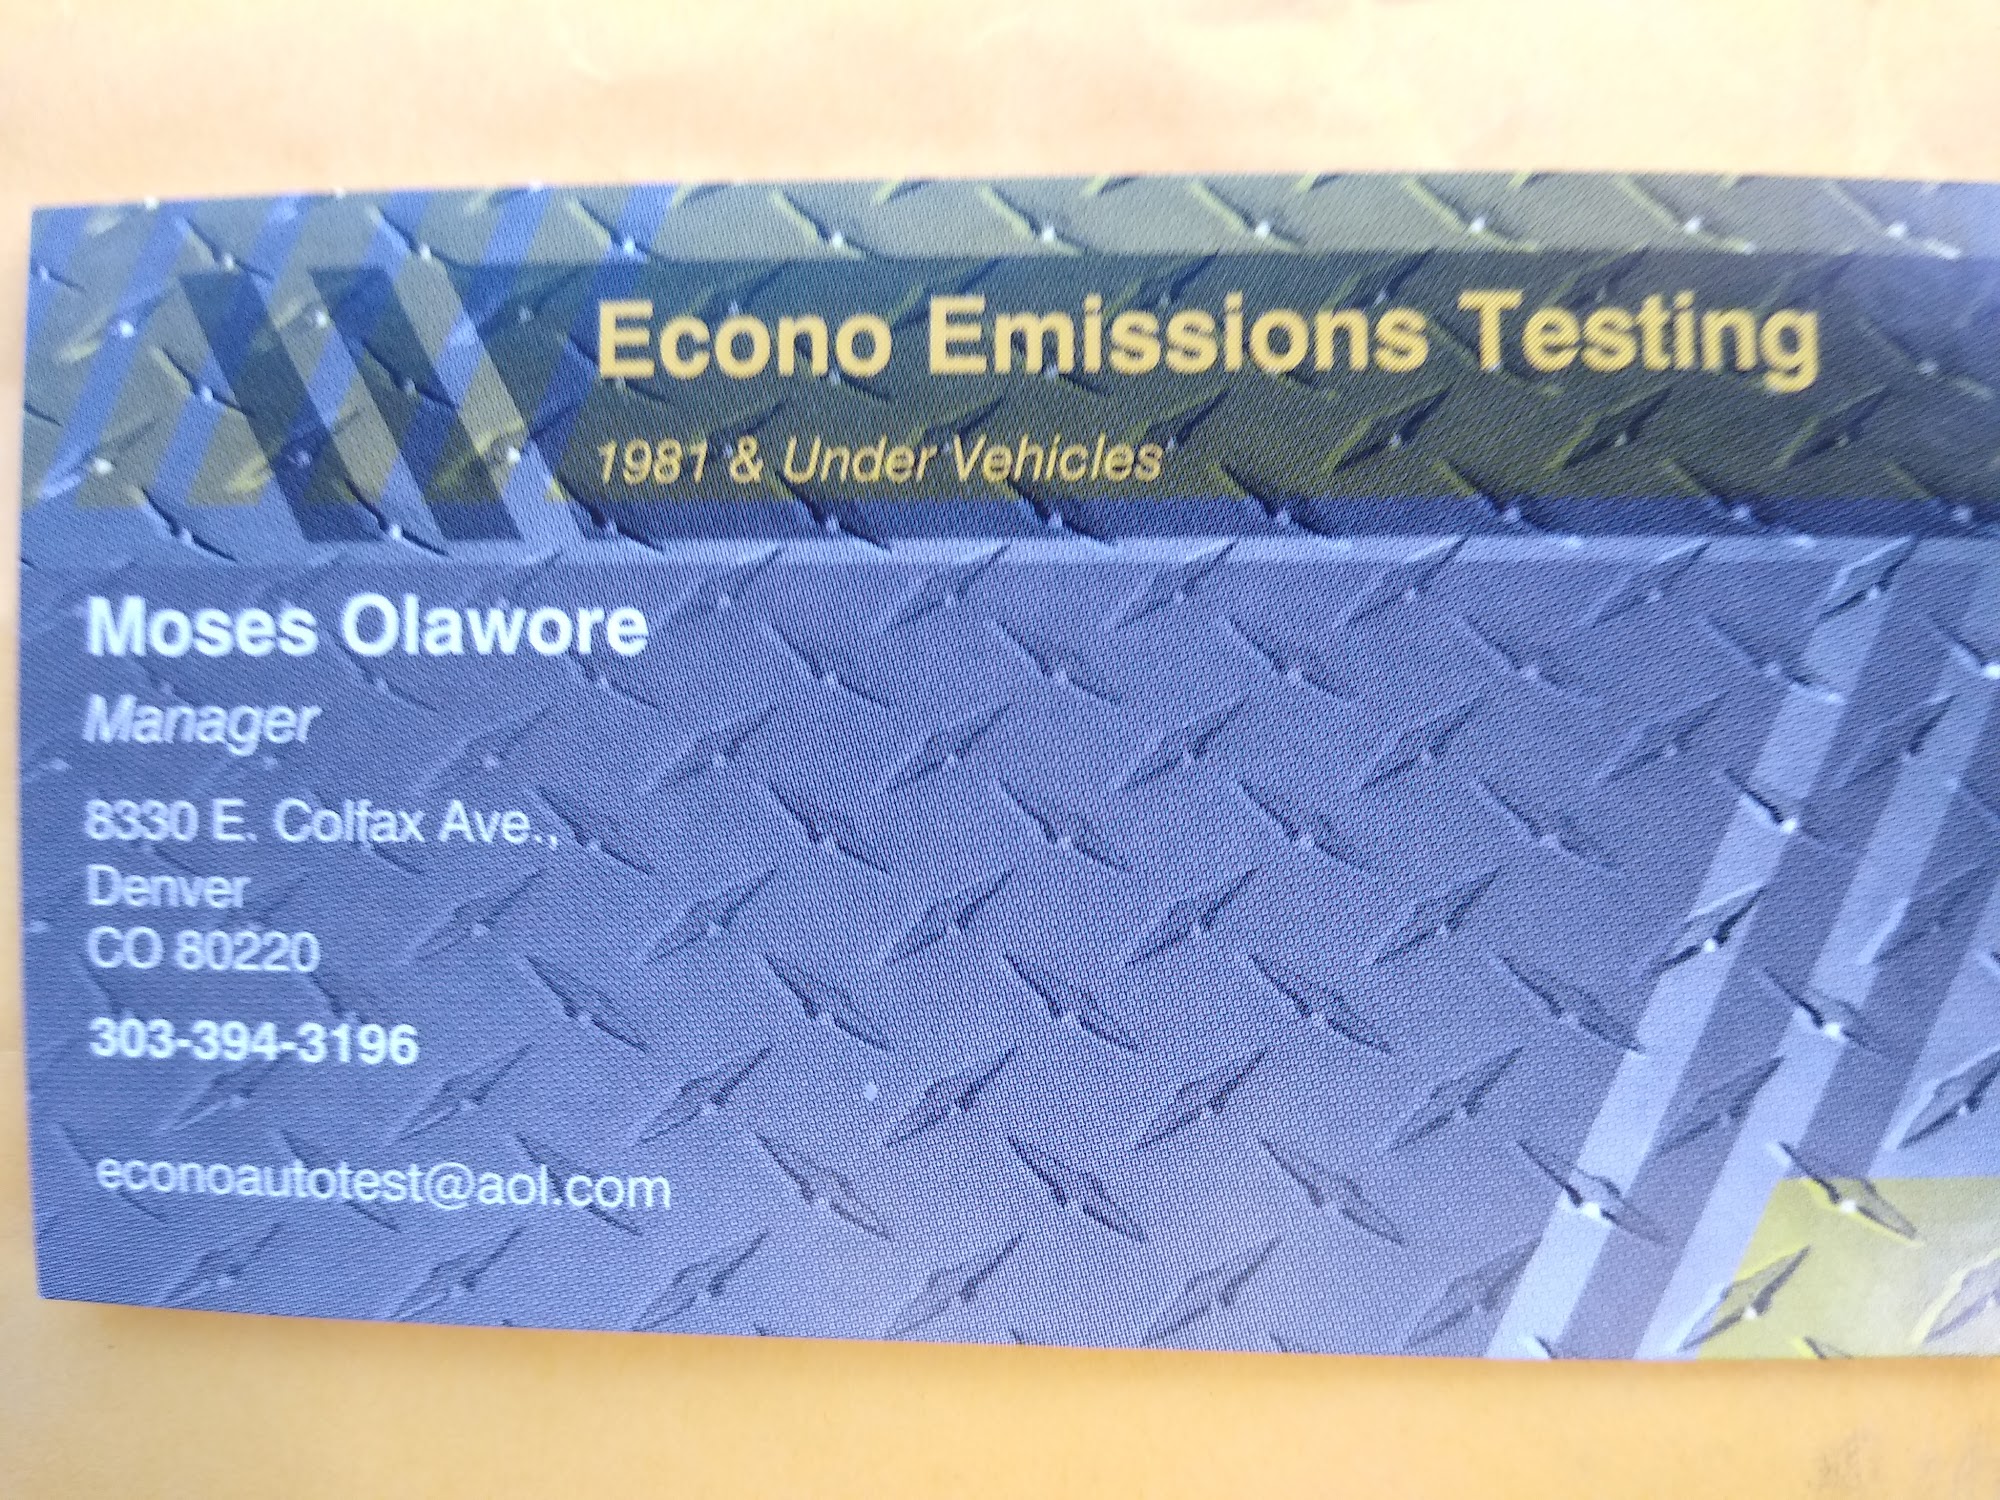 Econo Emissions Testing
1981 & Under Vehicles
Moses Olawore
Manager
8330 E. Colfax Ave.,
Denver
CO 80220
303-394-3196
econoautotest@aol.com